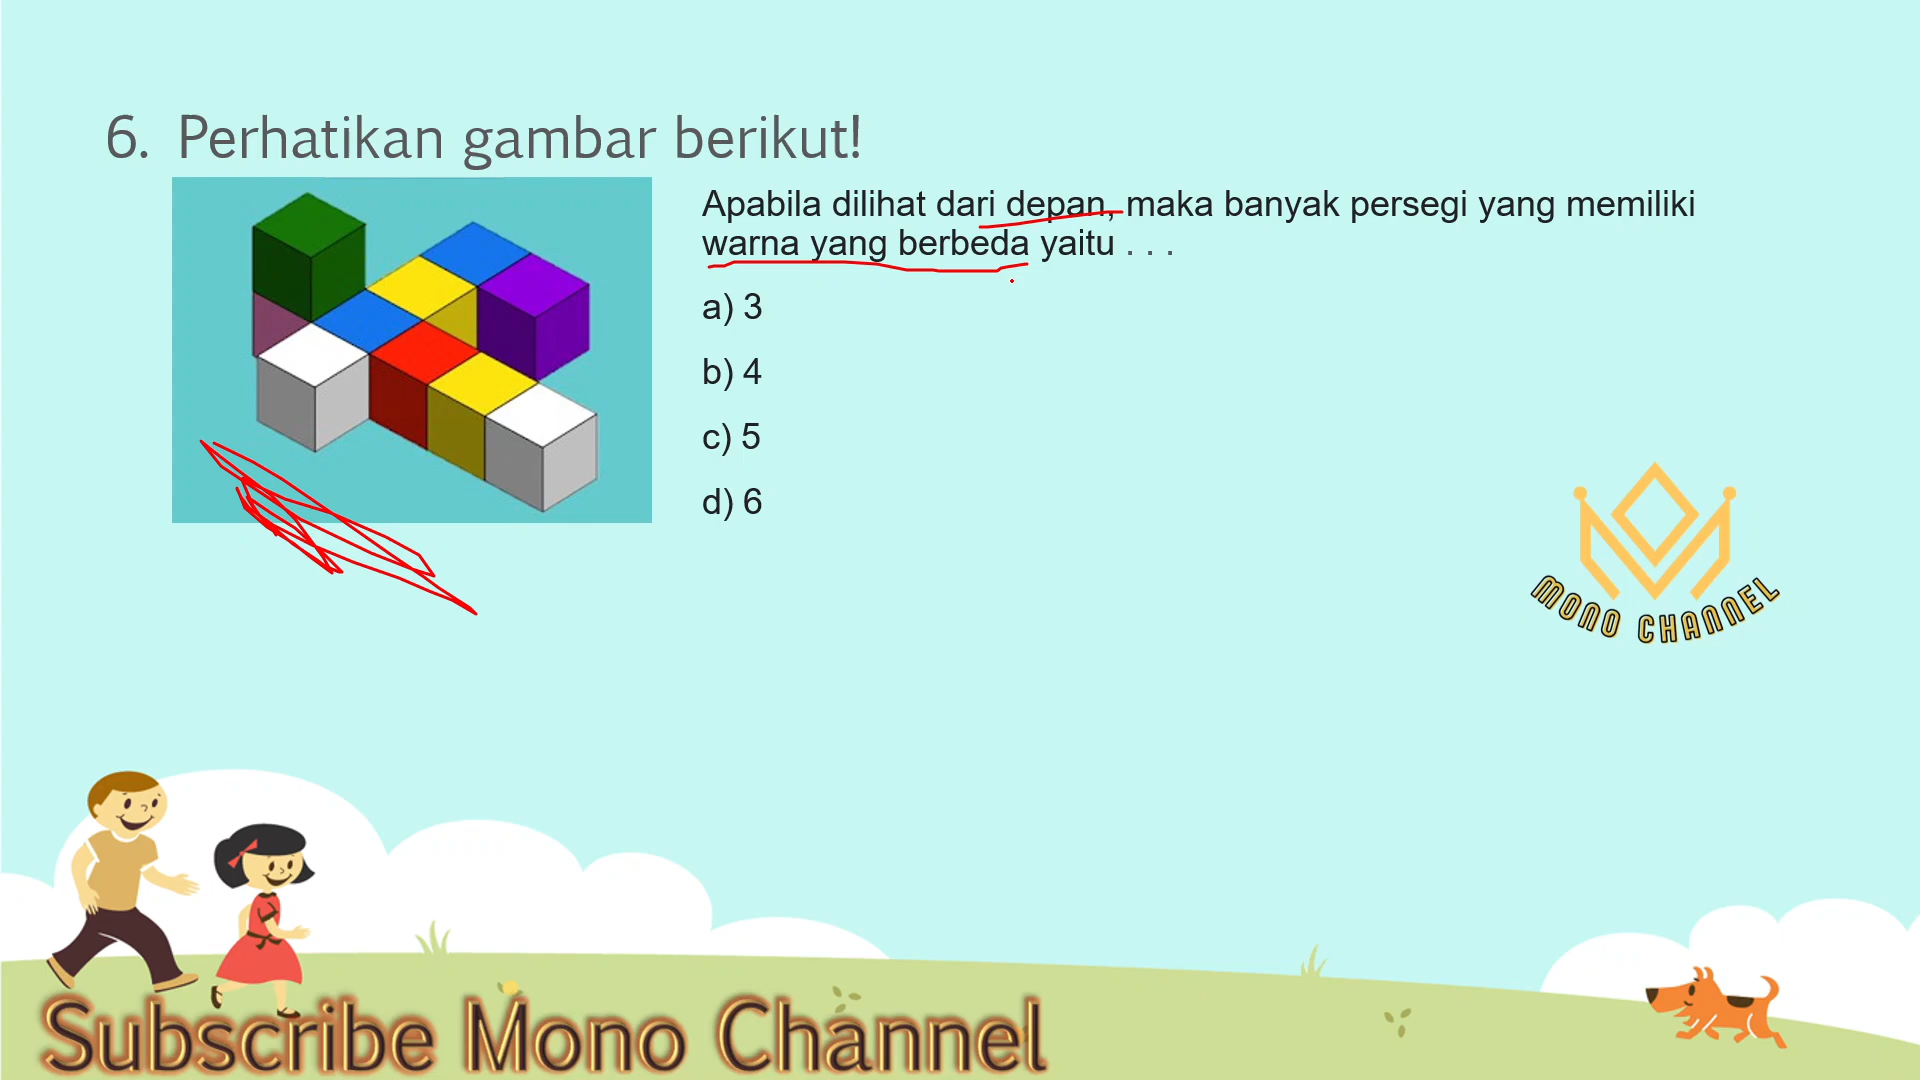 6. Perhatikan gambar berikut!
Apabila dilihat dari depan, maka banyak persegi yang memiliki
warna yang berbeda yaitu . . .
a) 3
b) 4
c) 5
d) 6
MONO CHANNEL
Subscribe Mono Channel